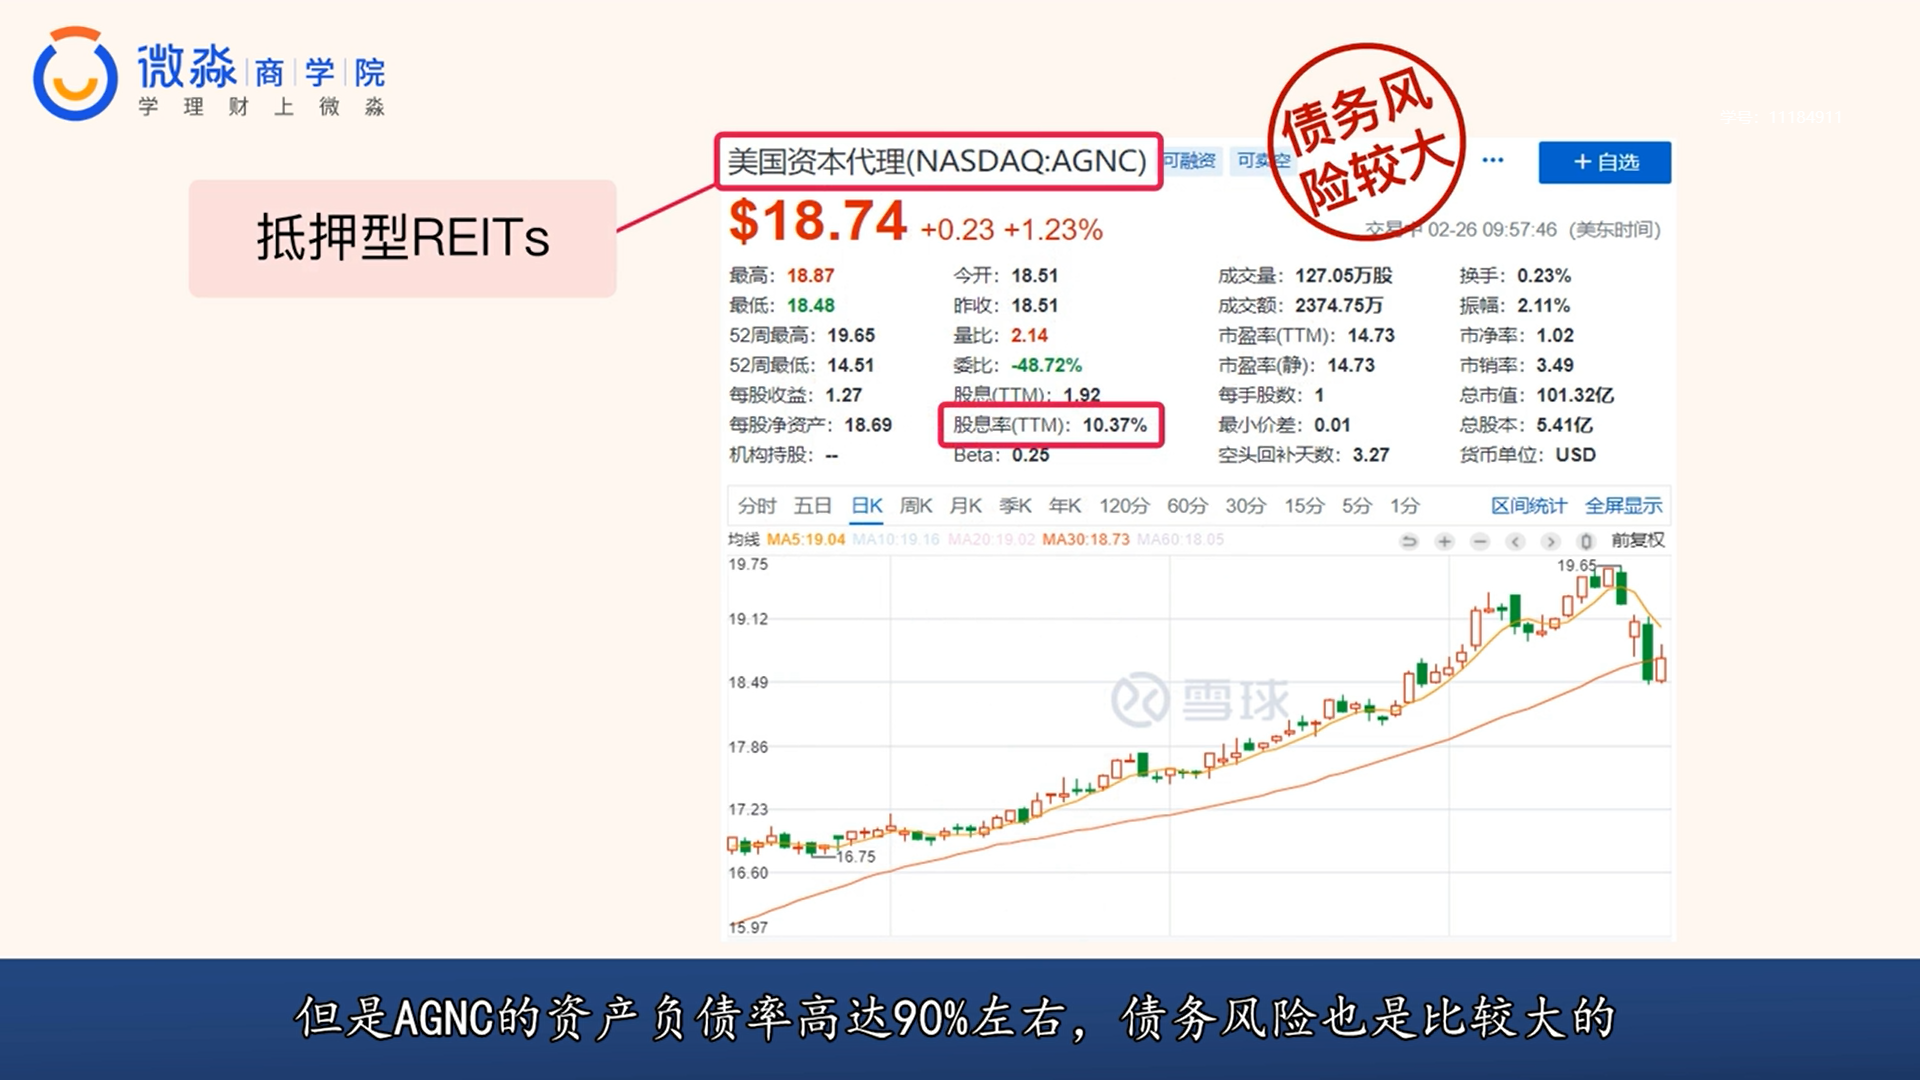 微淼 商 学 院
学 理 财 上 微 淼
债务风
险较大
美国资本代理(NASDAQ:AGNC) 可融资 可卖空 ··· +自选
抵押型REITs
$18.74 +0.23 +1.23% 交易中 02-26 09:57:46 (美东时间)
最高：18.87 今开：18.51 成交量：127.05万股 换手：0.23%
最低：18.48 昨收：18.51 成交额：2374.75万 振幅：2.11%
52周最高：19.65 量比：2.14 市盈率(TTM)：14.73 市净率：1.02
52周最低：14.51 委比：-48.72% 市盈率(静)：14.73 市销率：3.49
每股收益：1.27 股息(TTM)：1.92 每手股数：1 总市值：101.32亿
每股净资产：18.69 股息率(TTM)：10.37% 最小价差：0.01 总股本：5.41亿
机构持股：-- Beta：0.25 空头回补天数：3.27 货币单位：USD
分时 五日 日K 周K 月K 季K 年K 120分 60分 30分 15分 5分 1分 区间统计 全屏显示
均线 MA5:19.04 MA10:19.16 MA20:19.02 MA30:18.73 MA60:18.05 前复权
19.75
19.65
19.12
18.49
雪球
17.86
17.23
16.75
16.60
15.97
但是AGNC的资产负债率高达90%左右，债务风险也是比较大的